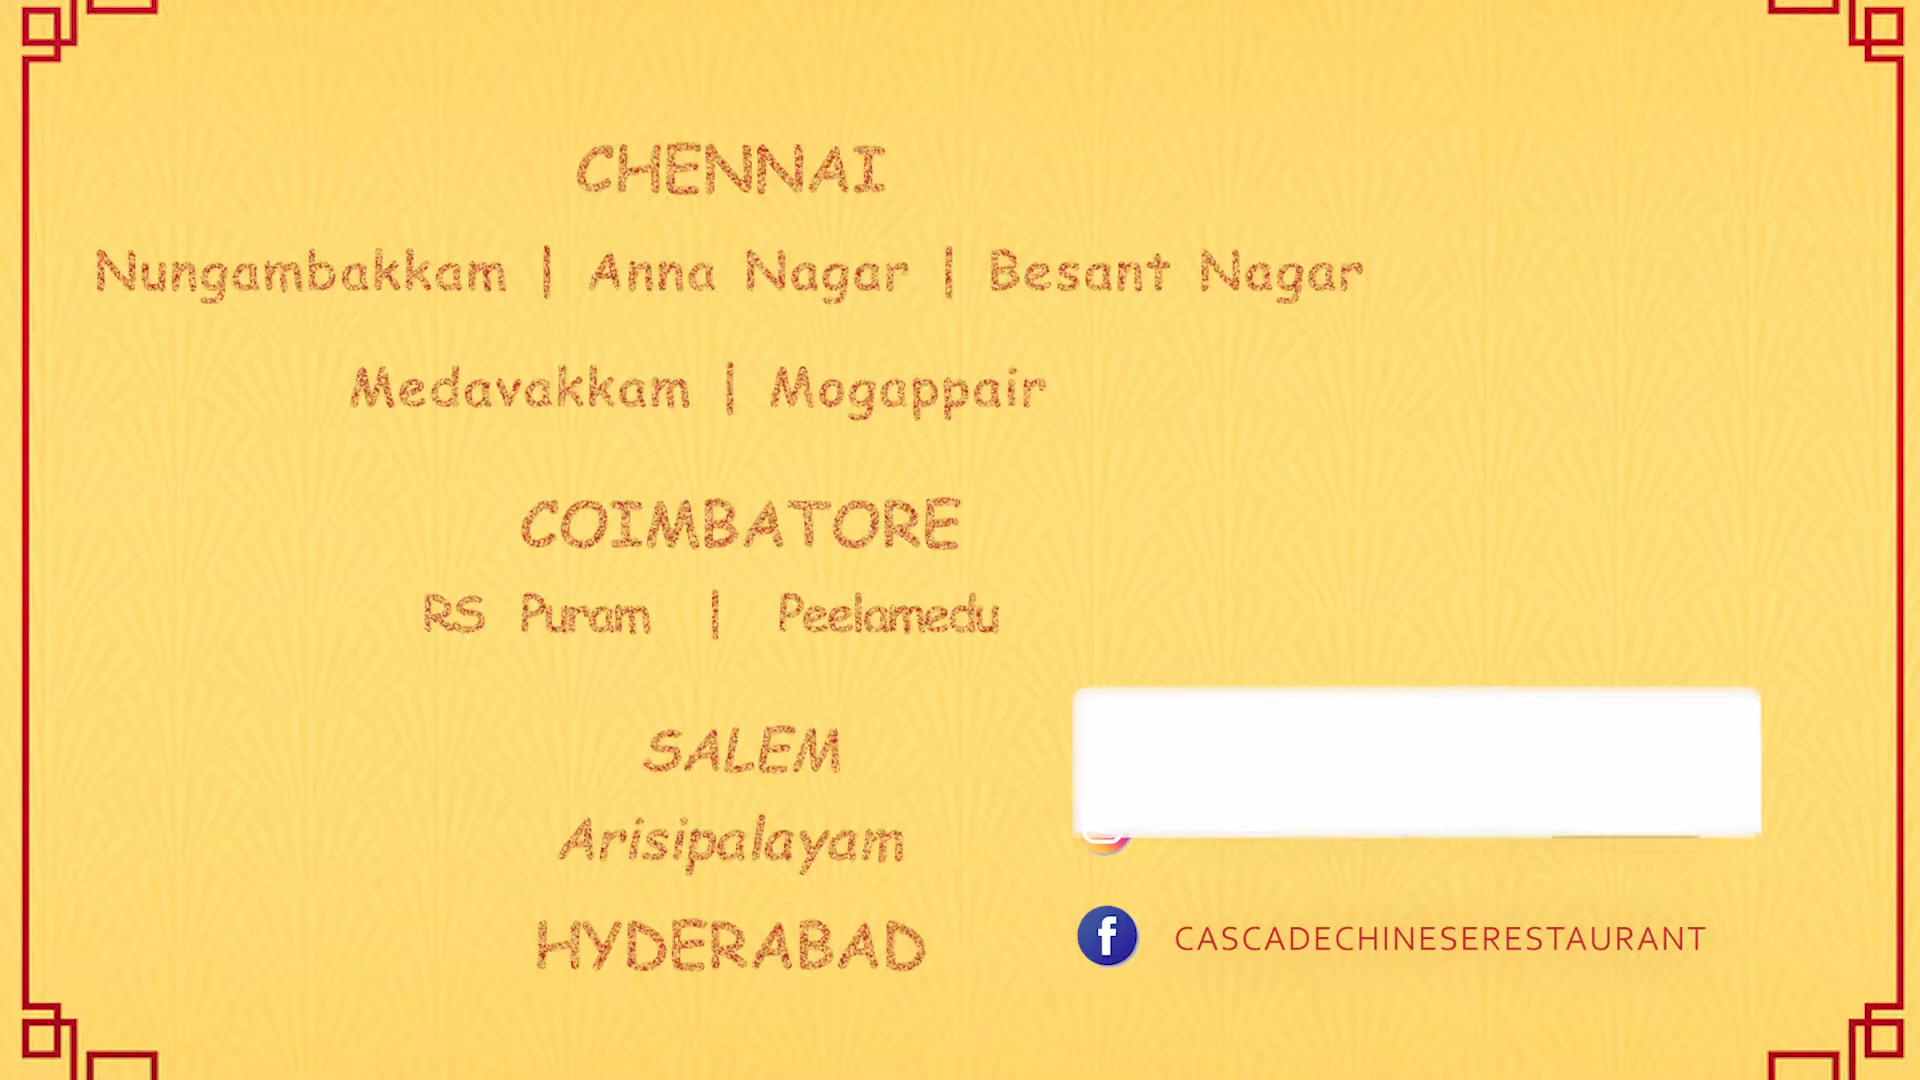 CHENNAI
Nungambakkam | Anna Nagar | Besant Nagar
Medavakkam | Mogappair
COIMBATORE
RS Puram | Peelamedu
SALEM
Arisipalayam
HYDERABAD
CASCADECHINESERESTAURANT